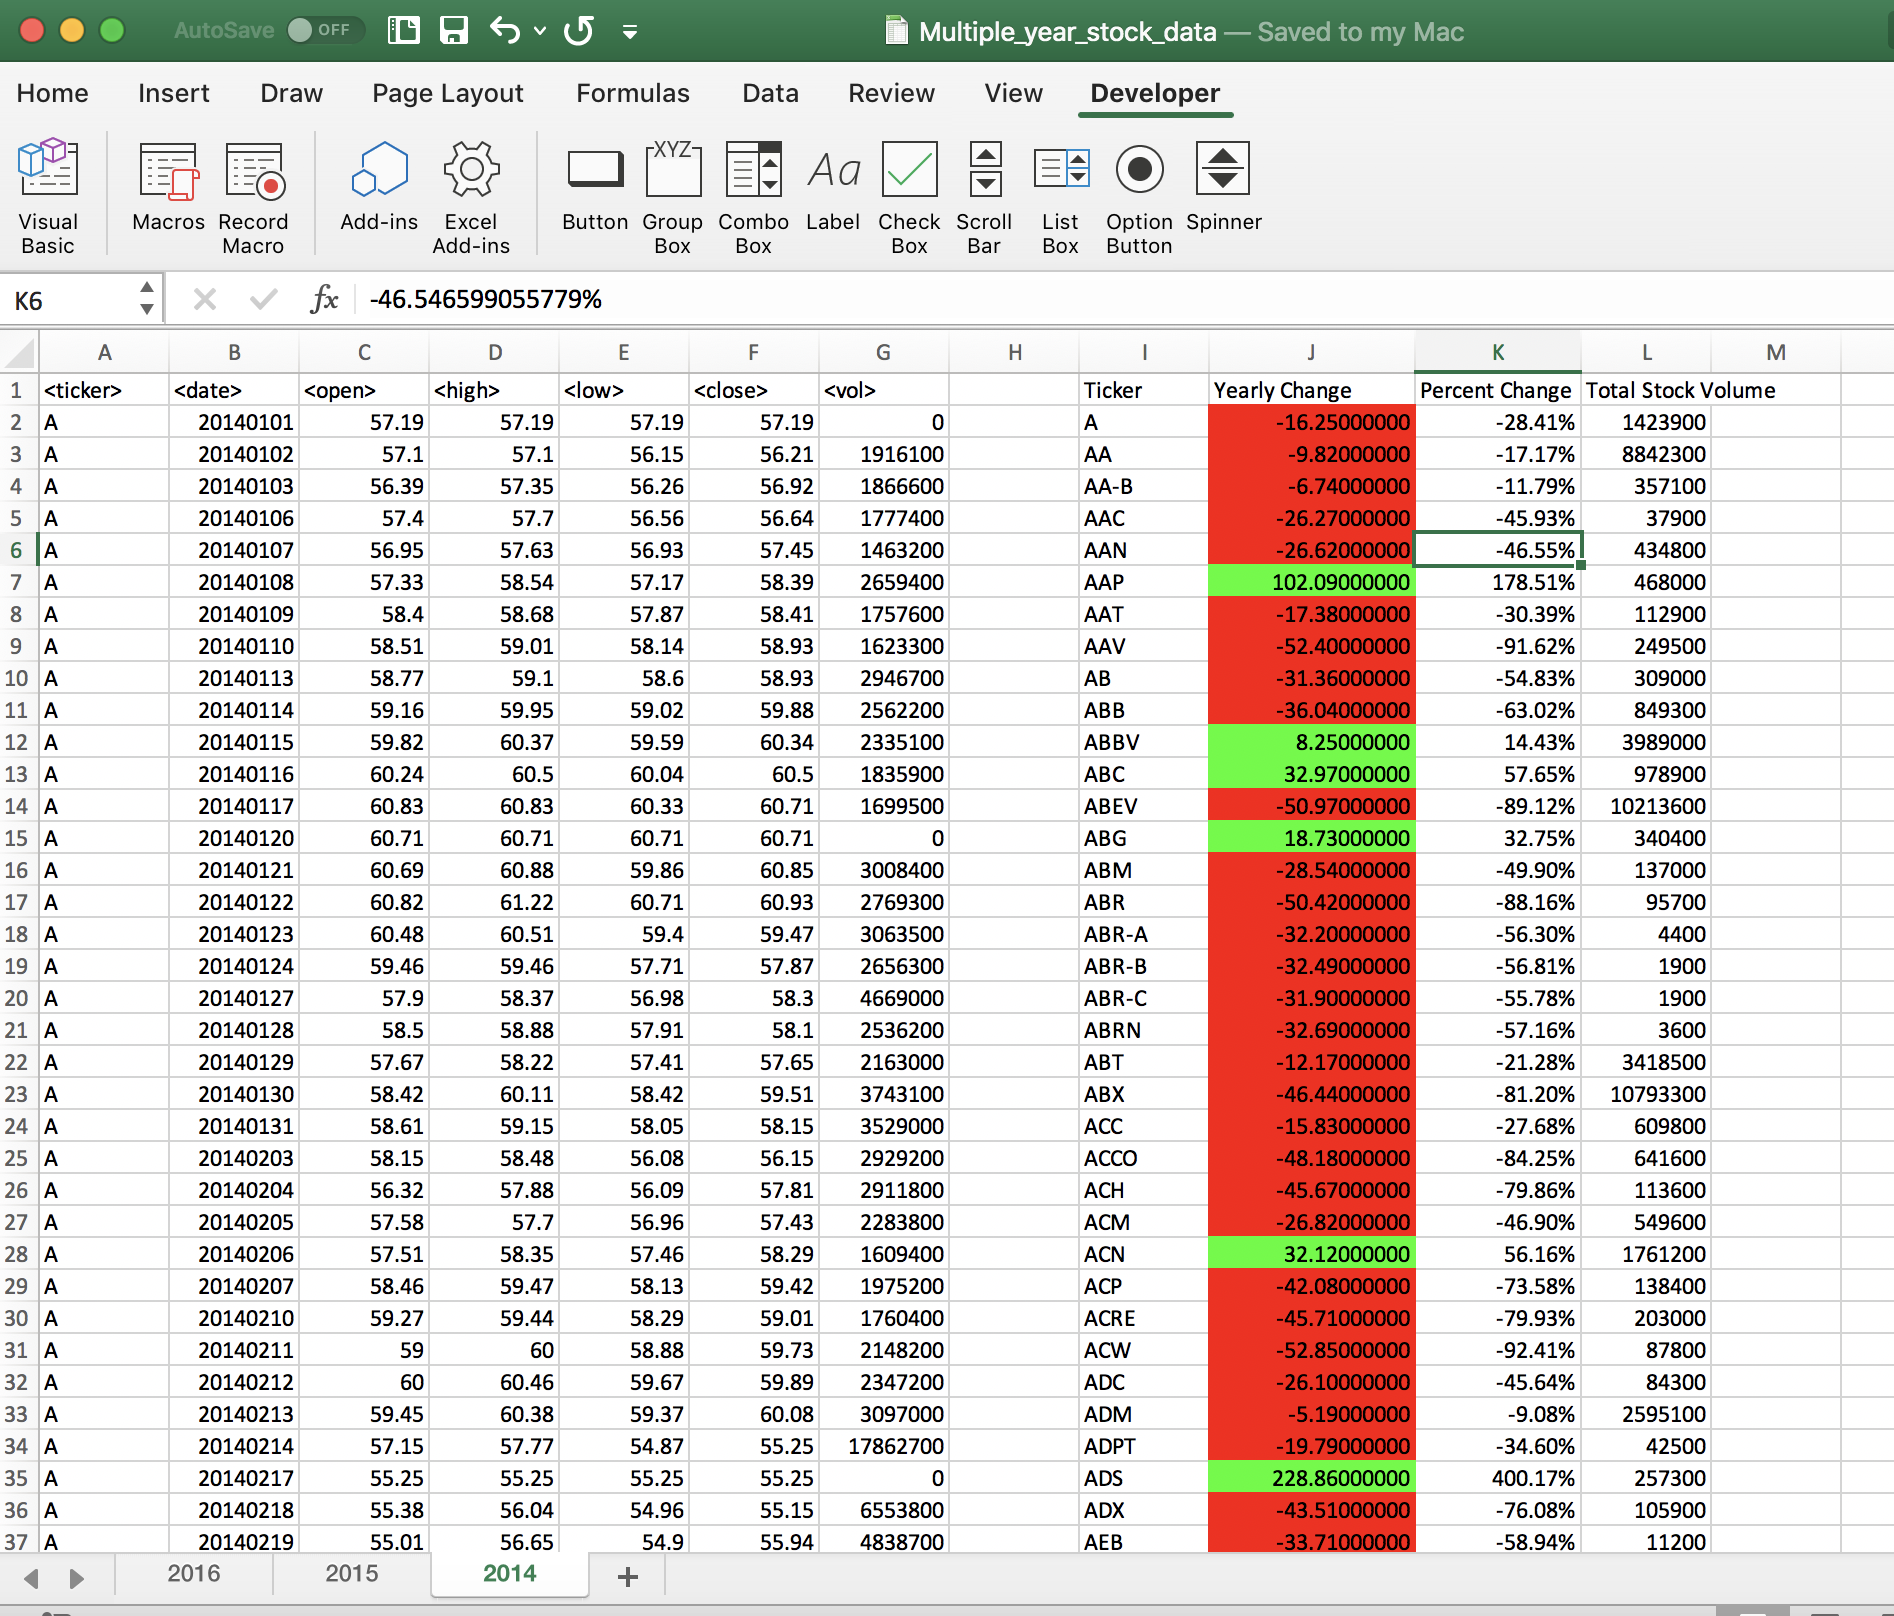 AutoSave OFF Multiple_year_stock_data — Saved to my Mac
Home Insert Draw Page Layout Formulas Data Review View Developer
Visual Basic Macros Record Macro Add-ins Excel Add-ins Button Group Box XYZ Combo Box Aa Label Check Box Scroll Bar List Box Option Button Spinner
K6 fx -46.546599055779%
A B C D E F G H I J K L M
1 <ticker> <date> <open> <high> <low> <close> <vol> Ticker Yearly Change Percent Change Total Stock Volume
2 A 20140101 57.19 57.19 57.19 57.19 0 A -16.25000000 -28.41% 1423900
3 A 20140102 57.1 57.1 56.15 56.21 1916100 AA -9.82000000 -17.17% 8842300
4 A 20140103 56.39 57.35 56.26 56.92 1866600 AA-B -6.74000000 -11.79% 357100
5 A 20140106 57.4 57.7 56.56 56.64 1777400 AAC -26.27000000 -45.93% 37900
6 A 20140107 56.95 57.63 56.93 57.45 1463200 AAN -26.62000000 -46.55% 434800
7 A 20140108 57.33 58.54 57.17 58.39 2659400 AAP 102.09000000 178.51% 468000
8 A 20140109 58.4 58.68 57.87 58.41 1757600 AAT -17.38000000 -30.39% 112900
9 A 20140110 58.51 59.01 58.14 58.93 1623300 AAV -52.40000000 -91.62% 249500
10 A 20140113 58.77 59.1 58.6 58.93 2946700 AB -31.36000000 -54.83% 309000
11 A 20140114 59.16 59.95 59.02 59.88 2562200 ABB -36.04000000 -63.02% 849300
12 A 20140115 59.82 60.37 59.59 60.34 2335100 ABBV 8.25000000 14.43% 3989000
13 A 20140116 60.24 60.5 60.04 60.5 1835900 ABC 32.97000000 57.65% 978900
14 A 20140117 60.83 60.83 60.33 60.71 1699500 ABEV -50.97000000 -89.12% 10213600
15 A 20140120 60.71 60.71 60.71 60.71 0 ABG 18.73000000 32.75% 340400
16 A 20140121 60.69 60.88 59.86 60.85 3008400 ABM -28.54000000 -49.90% 137000
17 A 20140122 60.82 61.22 60.71 60.93 2769300 ABR -50.42000000 -88.16% 95700
18 A 20140123 60.48 60.51 59.4 59.47 3063500 ABR-A -32.20000000 -56.30% 4400
19 A 20140124 59.46 59.46 57.71 57.87 2656300 ABR-B -32.49000000 -56.81% 1900
20 A 20140127 57.9 58.37 56.98 58.3 4669000 ABR-C -31.90000000 -55.78% 1900
21 A 20140128 58.5 58.88 57.91 58.1 2536200 ABRN -32.69000000 -57.16% 3600
22 A 20140129 57.67 58.22 57.41 57.65 2163000 ABT -12.17000000 -21.28% 3418500
23 A 20140130 58.42 60.11 58.42 59.51 3743100 ABX -46.44000000 -81.20% 10793300
24 A 20140131 58.61 59.15 58.05 58.15 3529000 ACC -15.83000000 -27.68% 609800
25 A 20140203 58.15 58.48 56.08 56.15 2929200 ACCO -48.18000000 -84.25% 641600
26 A 20140204 56.32 57.88 56.09 57.81 2911800 ACH -45.67000000 -79.86% 113600
27 A 20140205 57.58 57.7 56.96 57.43 2283800 ACM -26.82000000 -46.90% 549600
28 A 20140206 57.51 58.35 57.46 58.29 1609400 ACN 32.12000000 56.16% 1761200
29 A 20140207 58.46 59.47 58.13 59.42 1975200 ACP -42.08000000 -73.58% 138400
30 A 20140210 59.27 59.44 58.29 59.01 1760400 ACRE -45.71000000 -79.93% 203000
31 A 20140211 59 60 58.88 59.73 2148200 ACW -52.85000000 -92.41% 87800
32 A 20140212 60 60.46 59.67 59.89 2347200 ADC -26.10000000 -45.64% 84300
33 A 20140213 59.45 60.38 59.37 60.08 3097000 ADM -5.19000000 -9.08% 2595100
34 A 20140214 57.15 57.77 54.87 55.25 17862700 ADPT -19.79000000 -34.60% 42500
35 A 20140217 55.25 55.25 55.25 55.25 0 ADS 228.86000000 400.17% 257300
36 A 20140218 55.38 56.04 54.96 55.15 6553800 ADX -43.51000000 -76.08% 105900
37 A 20140219 55.01 56.65 54.9 55.94 4838700 AEB -33.71000000 -58.94% 11200
2016 2015 2014 +